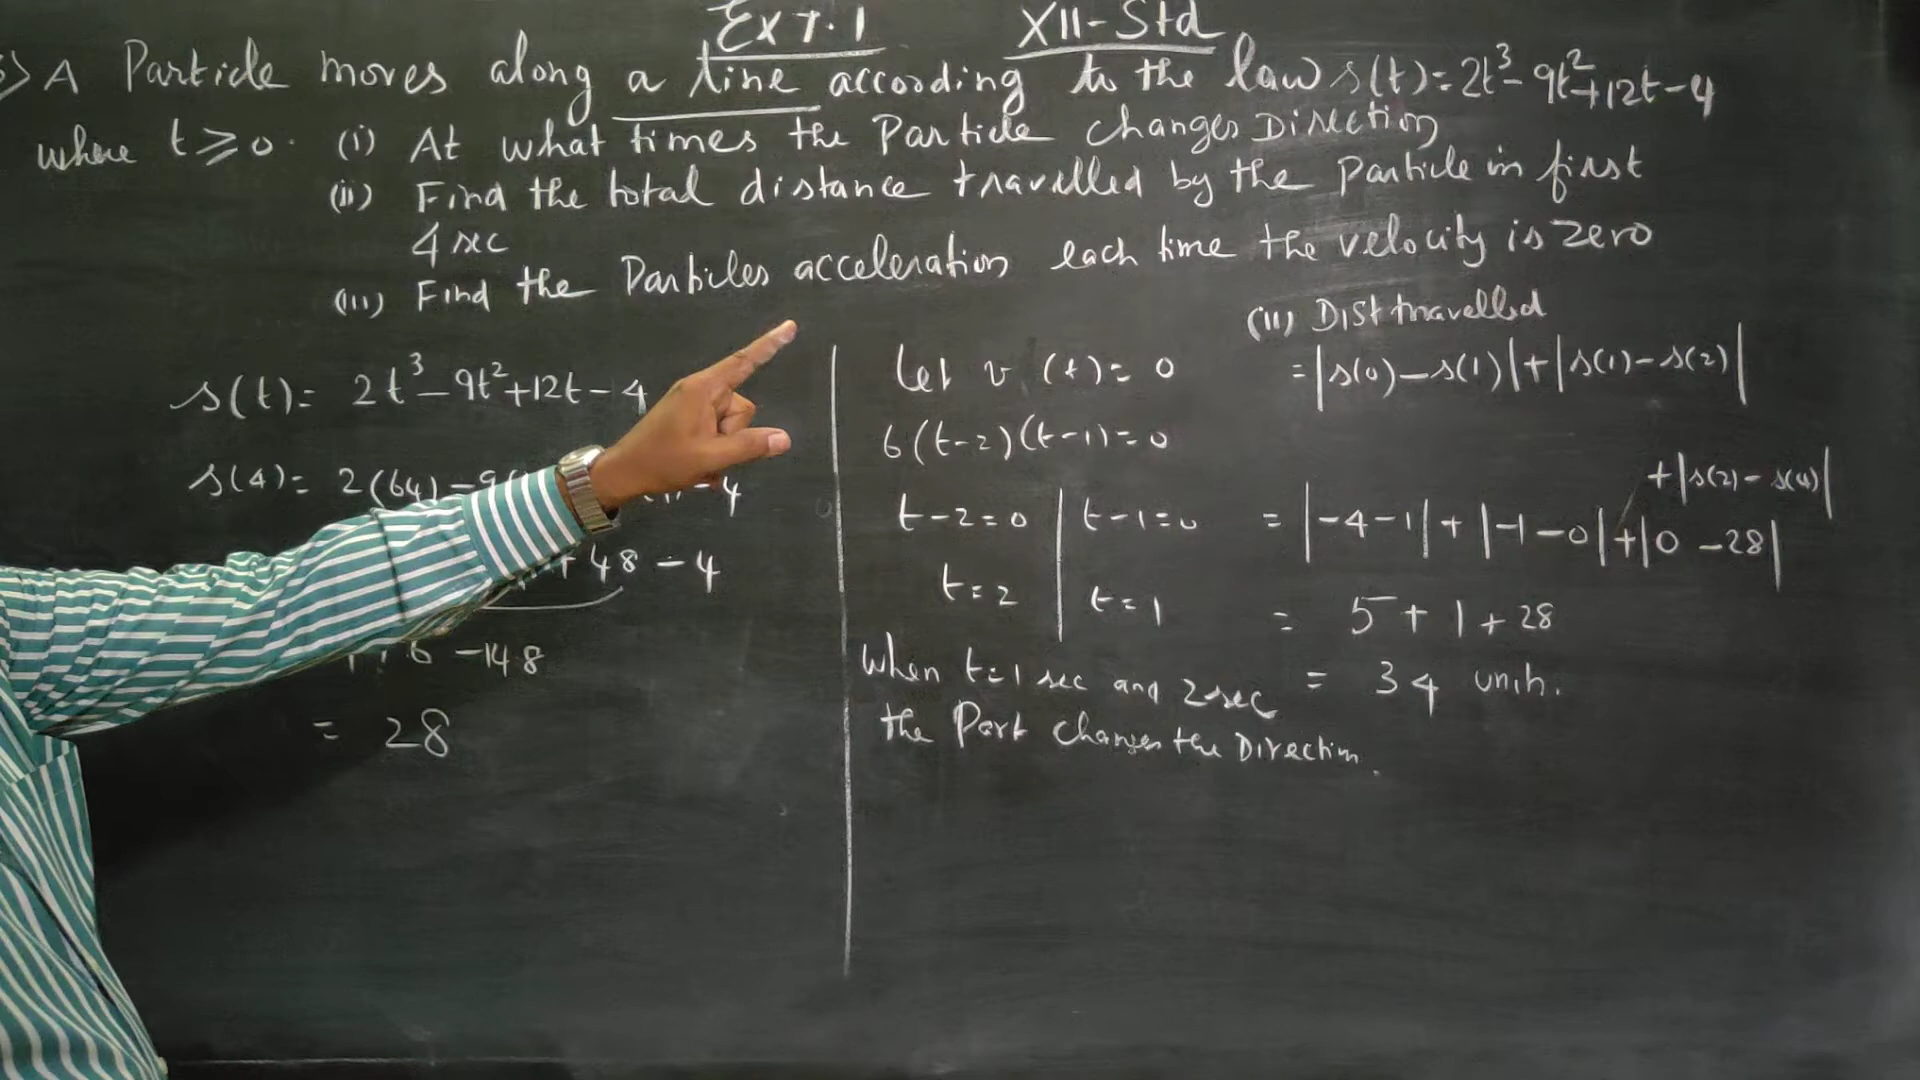 Ex 7.1 XII-Std
A Particle moves along a line according to the law s(t)=2t³-9t²+12t-4
where t≥0. (i) At what times the Particle changes Direction
(ii) Find the total distance travelled by the particle in first
4 sec
(iii) Find the Particles acceleration each time the velocity is zero
s(t)= 2t³-9t²+12t-4
s(4)= 2(64)-9 -4
+48-4
6-148
= 28
Let v(t)=0
6(t-2)(t-1)=0
t-2=0 | t-1=0
t=2 | t=1
When t=1 sec and 2 sec
the Part changes the Direction.
(ii) Dist travelled
=|s(0)-s(1)|+|s(1)-s(2)|
+|s(2)-s(4)|
= |-4-1|+|-1-0|+|0-28|
= 5+1+28
= 34 units.